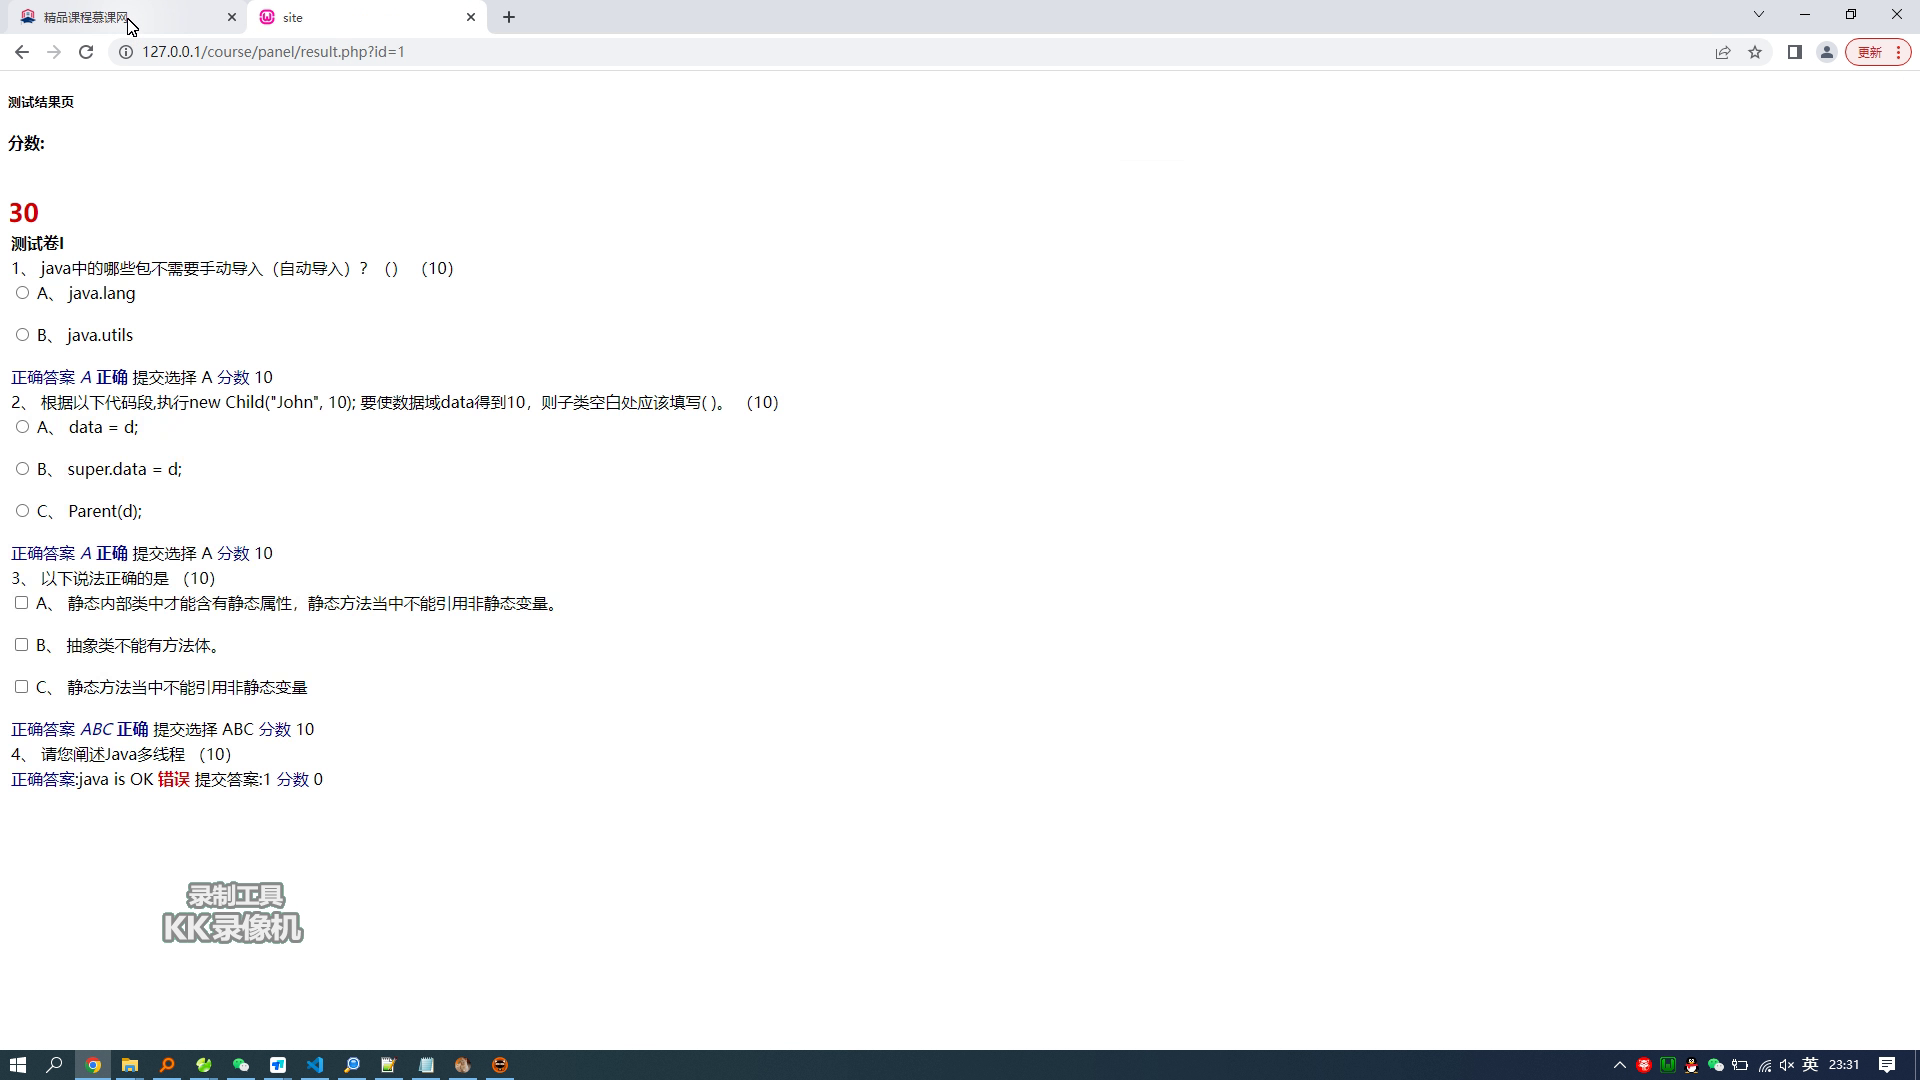 精品课程慕课网
site
127.0.0.1/course/panel/result.php?id=1
更新
测试结果页
分数:
30
测试卷I
1、 java中的哪些包不需要手动导入（自动导入）？ （） （10）
A、 java.lang
B、 java.utils
正确答案 A 正确 提交选择 A 分数 10
2、 根据以下代码段,执行new Child("John", 10); 要使数据域data得到10，则子类空白处应该填写( )。 （10）
A、 data = d;
B、 super.data = d;
C、 Parent(d);
正确答案 A 正确 提交选择 A 分数 10
3、 以下说法正确的是 （10）
A、 静态内部类中才能含有静态属性，静态方法当中不能引用非静态变量。
B、 抽象类不能有方法体。
C、 静态方法当中不能引用非静态变量
正确答案 ABC 正确 提交选择 ABC 分数 10
4、 请您阐述Java多线程 （10）
正确答案:java is OK 错误 提交答案:1 分数 0
录制工具
KK录像机
英 23:31